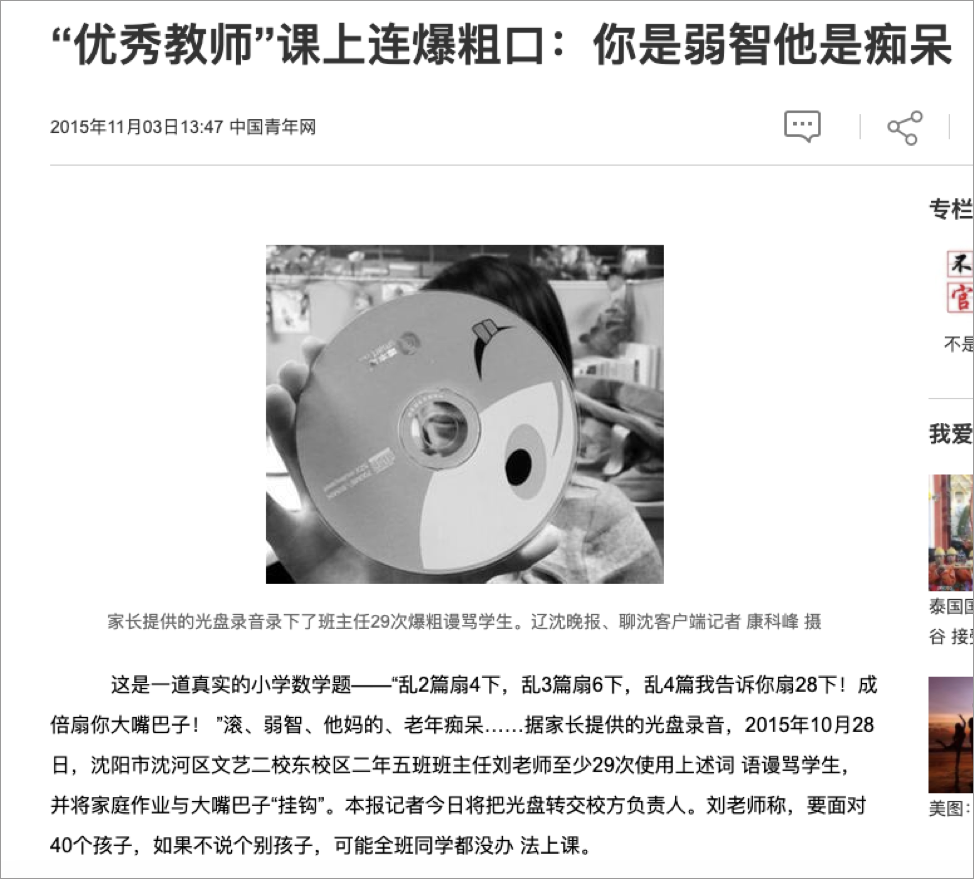 “优秀教师”课上连爆粗口：你是弱智他是痴呆
2015年11月03日13:47 中国青年网
家长提供的光盘录音录下了班主任29次爆粗谩骂学生。辽沈晚报、聊沈客户端记者 康科峰 摄
这是一道真实的小学数学题——“乱2篇扇4下，乱3篇扇6下，乱4篇我告诉你扇28下！成
倍扇你大嘴巴子！ ”滚、弱智、他妈的、老年痴呆……据家长提供的光盘录音，2015年10月28
日，沈阳市沈河区文艺二校东校区二年五班班主任刘老师至少29次使用上述词 语谩骂学生，
并将家庭作业与大嘴巴子“挂钩”。本报记者今日将把光盘转交校方负责人。刘老师称，要面对
40个孩子，如果不说个别孩子，可能全班同学都没办 法上课。
专栏
不
官
不是
我爱
泰国国
谷 接受
美图：